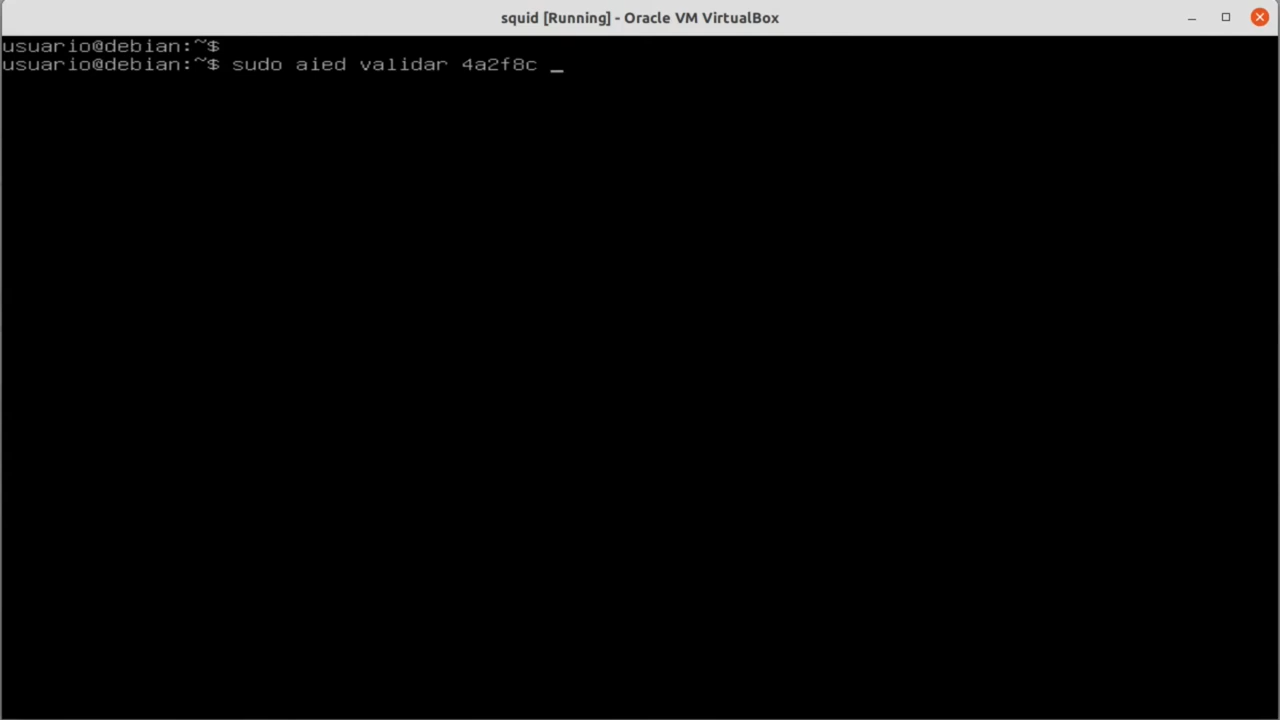 squid [Running] - Oracle VM VirtualBox
usuario@debian:~$
usuario@debian:~$ sudo aied validar 4a2f8c _